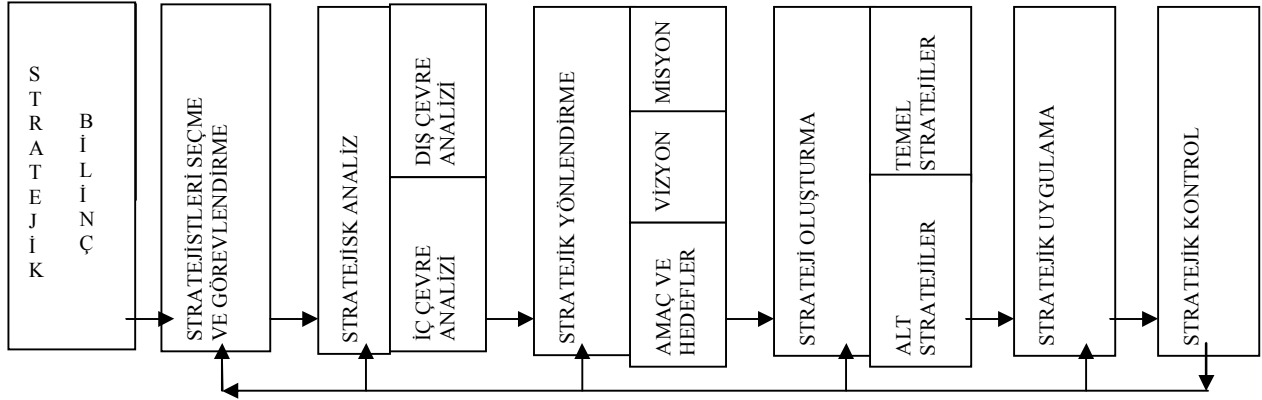 STRATEJİK
BİLİNÇ
STRATEJİSTLERİ SEÇME
VE GÖREVLENDİRME
STRATEJİSK ANALİZ
DIŞ ÇEVRE
ANALİZİ
İÇ ÇEVRE
ANALİZİ
STRATEJİK YÖNLENDİRME
MİSYON
VİZYON
AMAÇ VE
HEDEFLER
STRATEJİ OLUŞTURMA
TEMEL
STRATEJİLER
ALT
STRATEJİLER
STRATEJİK UYGULAMA
STRATEJİK KONTROL